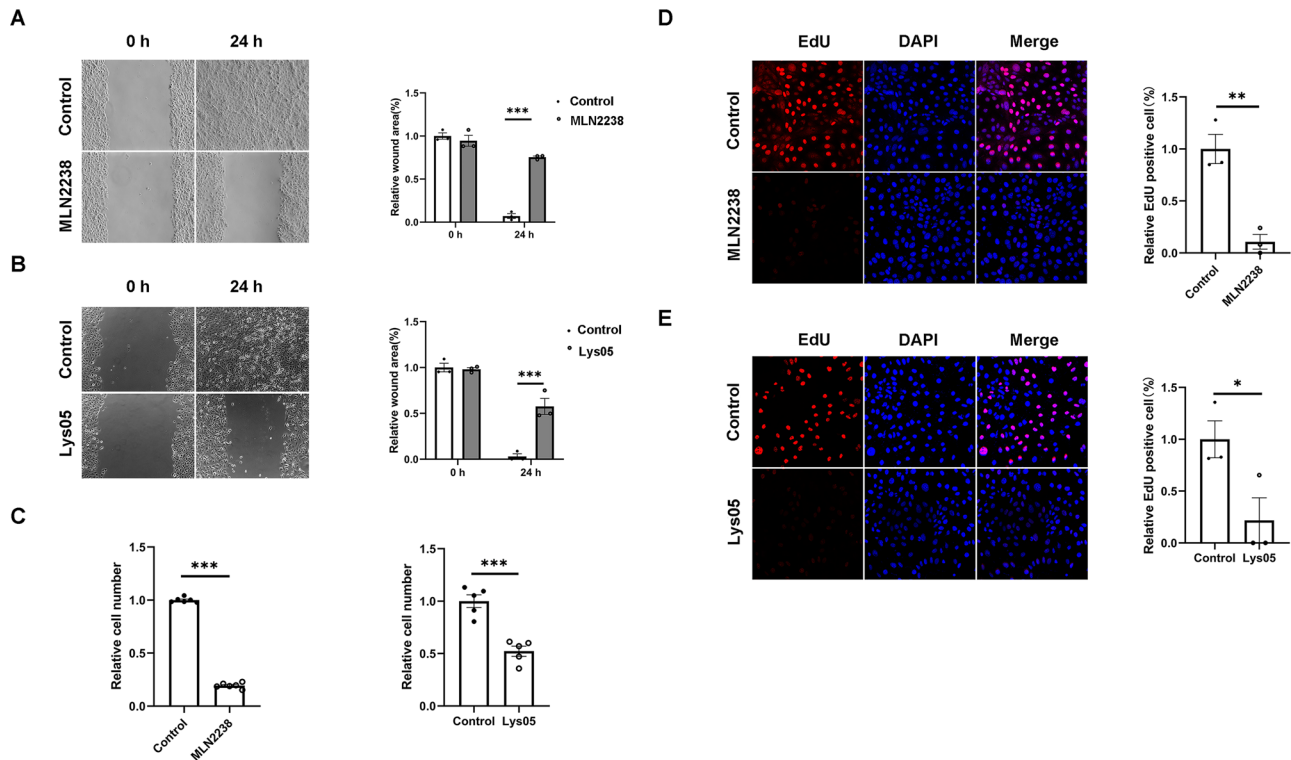 A
0 h
24 h
Control
MLN2238
Relative wound area(%)
1.5
1.0
0.5
0.0
***
0 h
24 h
Control
MLN2238
B
0 h
24 h
Control
Lys05
Relative wound area(%)
1.5
1.0
0.5
0.0
***
0 h
24 h
Control
Lys05
C
Relative cell number
1.5
1.0
0.5
0.0
***
Control
MLN2238
Relative cell number
1.5
1.0
0.5
0.0
***
Control
Lys05
D
EdU
DAPI
Merge
Control
MLN2238
Relative EdU positive cell (%)
1.5
1.0
0.5
0.0
**
Control
MLN2238
E
EdU
DAPI
Merge
Control
Lys05
Relative EdU positive cell (%)
1.5
1.0
0.5
0.0
*
Control
Lys05